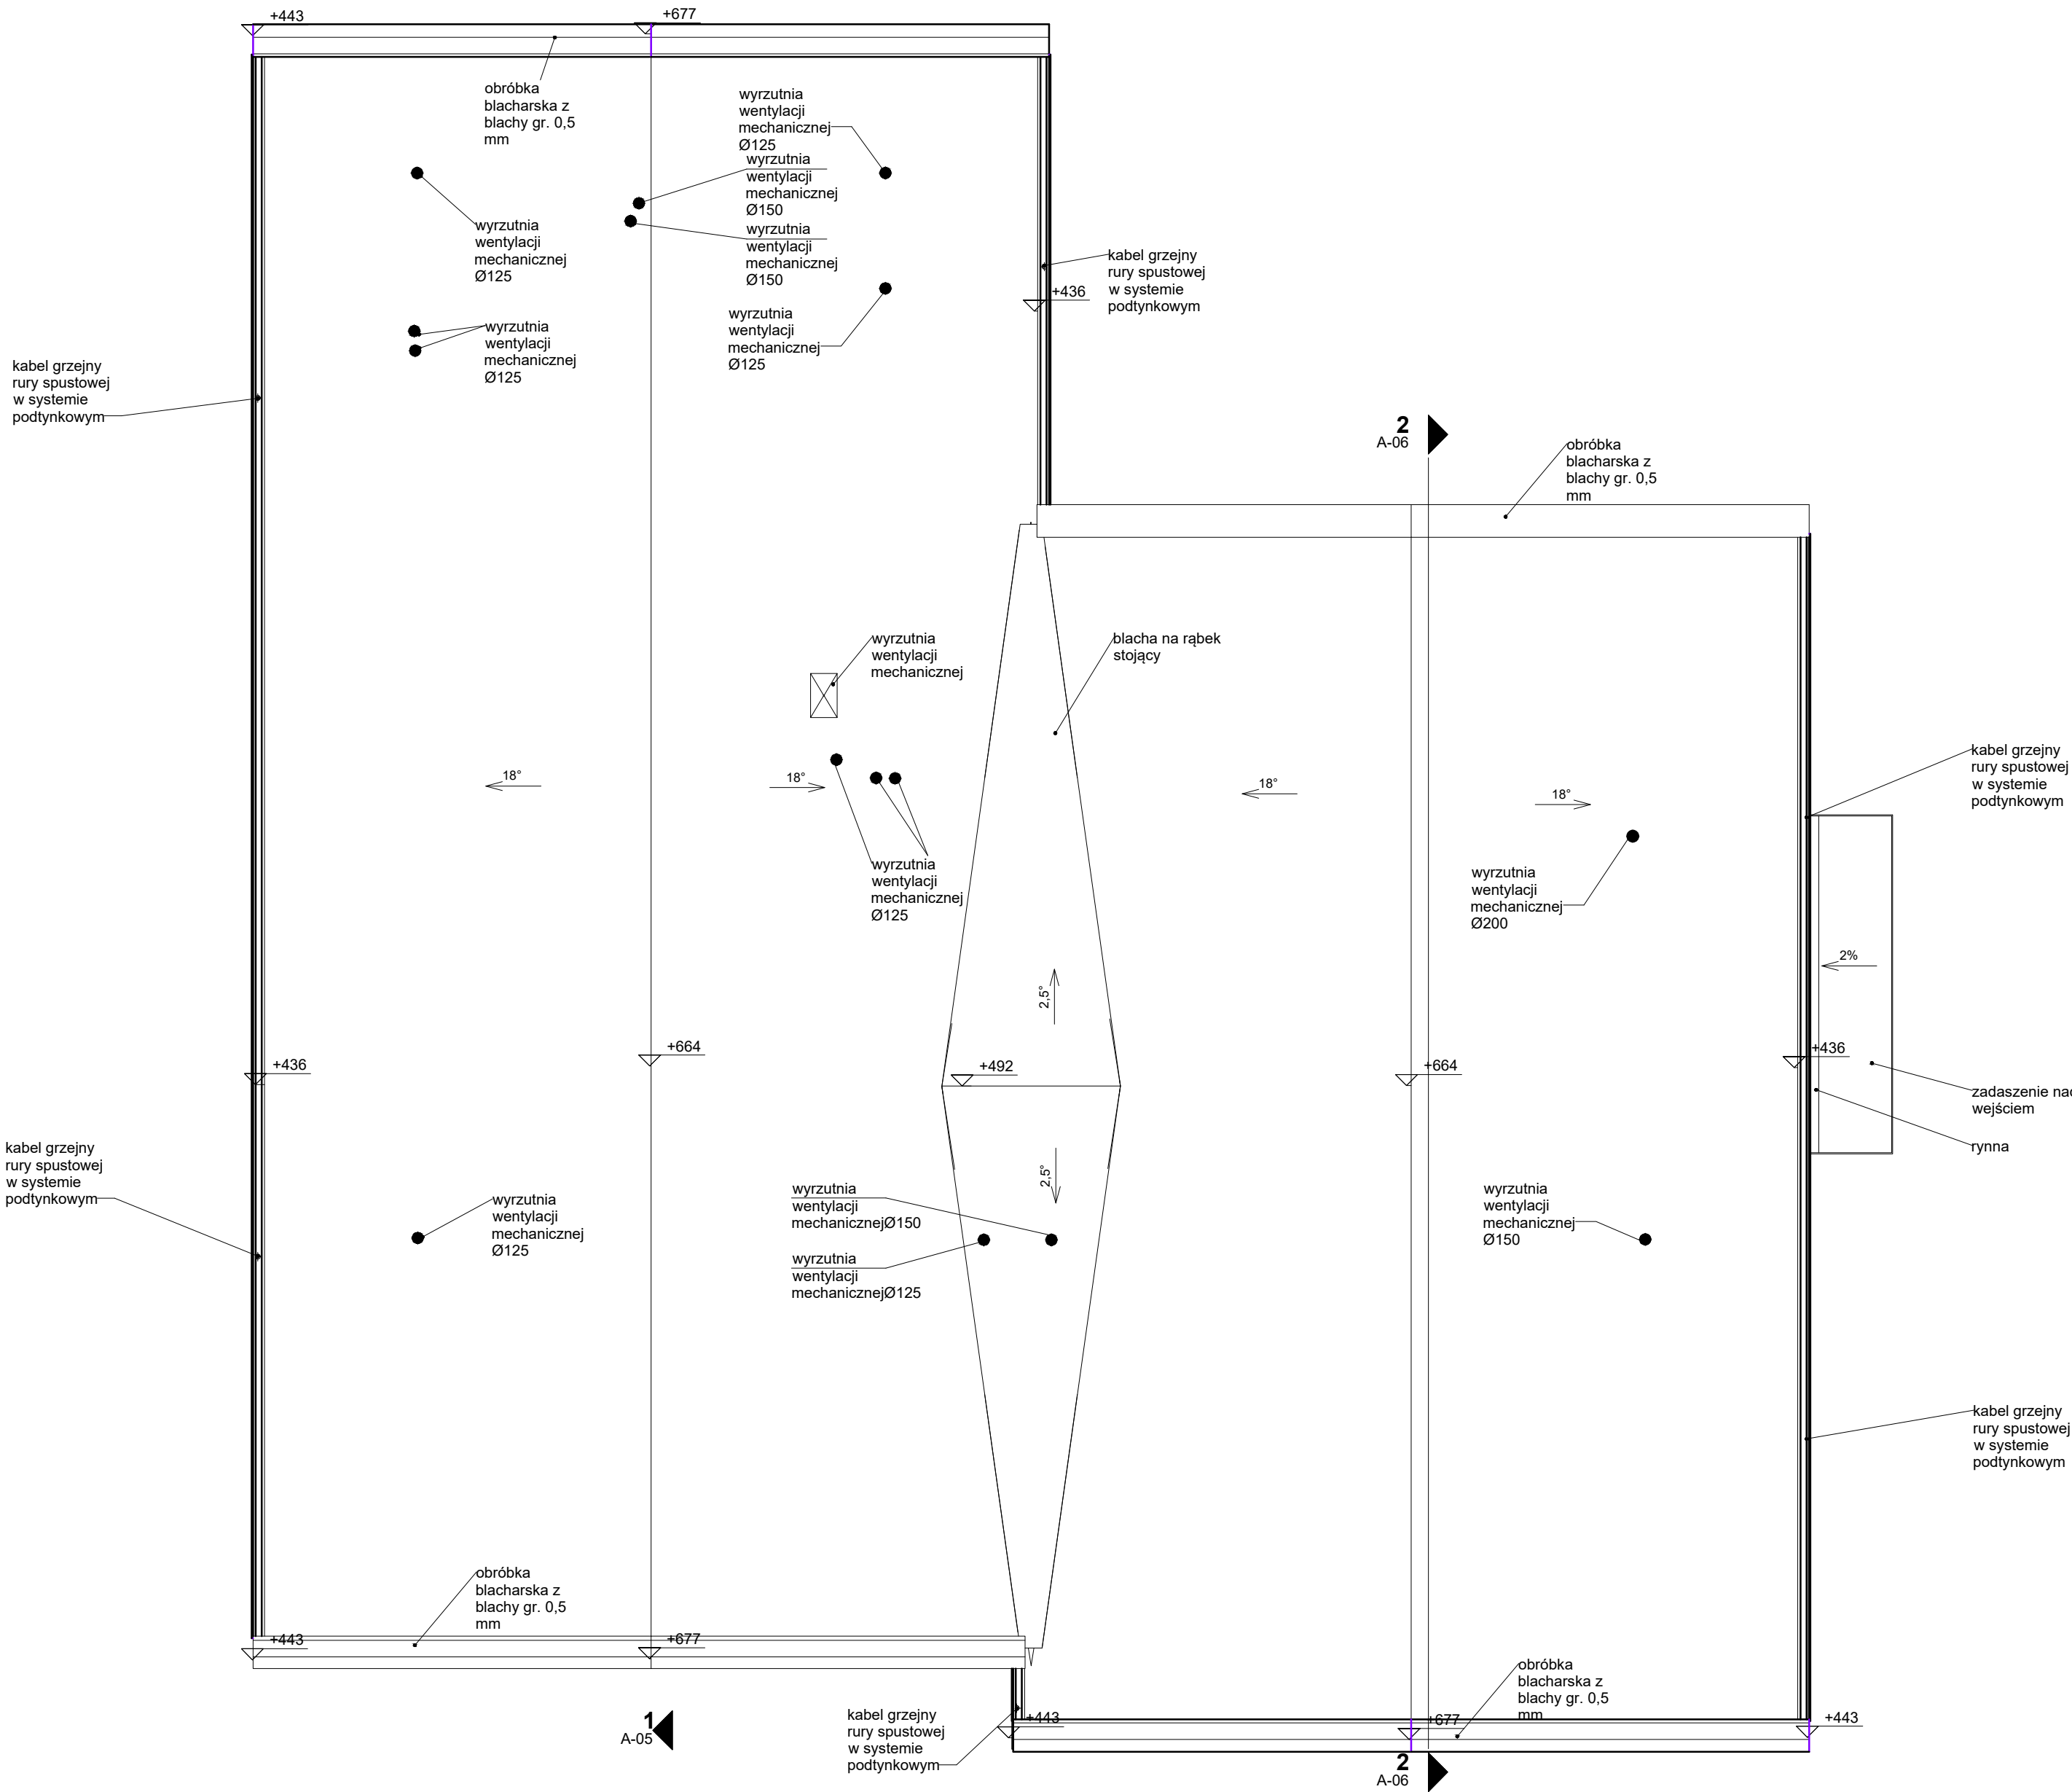 +443
+677
obróbka
blacharska z
blachy gr. 0,5
mm
wyrzutnia
wentylacji
mechanicznej
Ø125
wyrzutnia
wentylacji
mechanicznej
Ø150
wyrzutnia
wentylacji
mechanicznej
Ø150
wyrzutnia
wentylacji
mechanicznej
Ø125
wyrzutnia
wentylacji
mechanicznej
Ø125
wyrzutnia
wentylacji
mechanicznej
Ø125
kabel grzejny
rury spustowej
w systemie
podtynkowym
+436
kabel grzejny
rury spustowej
w systemie
podtynkowym
2
A-06
obróbka
blacharska z
blachy gr. 0,5
mm
wyrzutnia
wentylacji
mechanicznej
blacha na rąbek
stojący
18°
18°
18°
18°
kabel grzejny
rury spustowej
w systemie
podtynkowym
wyrzutnia
wentylacji
mechanicznej
Ø125
wyrzutnia
wentylacji
mechanicznej
Ø200
2%
2,5°
+436
+664
+492
+664
+436
zadaszenie nad
wejściem
rynna
kabel grzejny
rury spustowej
w systemie
podtynkowym
2,5°
wyrzutnia
wentylacji
mechanicznej
Ø125
wyrzutnia
wentylacji
mechanicznejØ150
wyrzutnia
wentylacji
mechanicznejØ125
wyrzutnia
wentylacji
mechanicznej
Ø150
kabel grzejny
rury spustowej
w systemie
podtynkowym
obróbka
blacharska z
blachy gr. 0,5
mm
+443
+677
obróbka
blacharska z
blachy gr. 0,5
mm
1
A-05
kabel grzejny
rury spustowej
w systemie
podtynkowym
+443
+677
+443
2
A-06